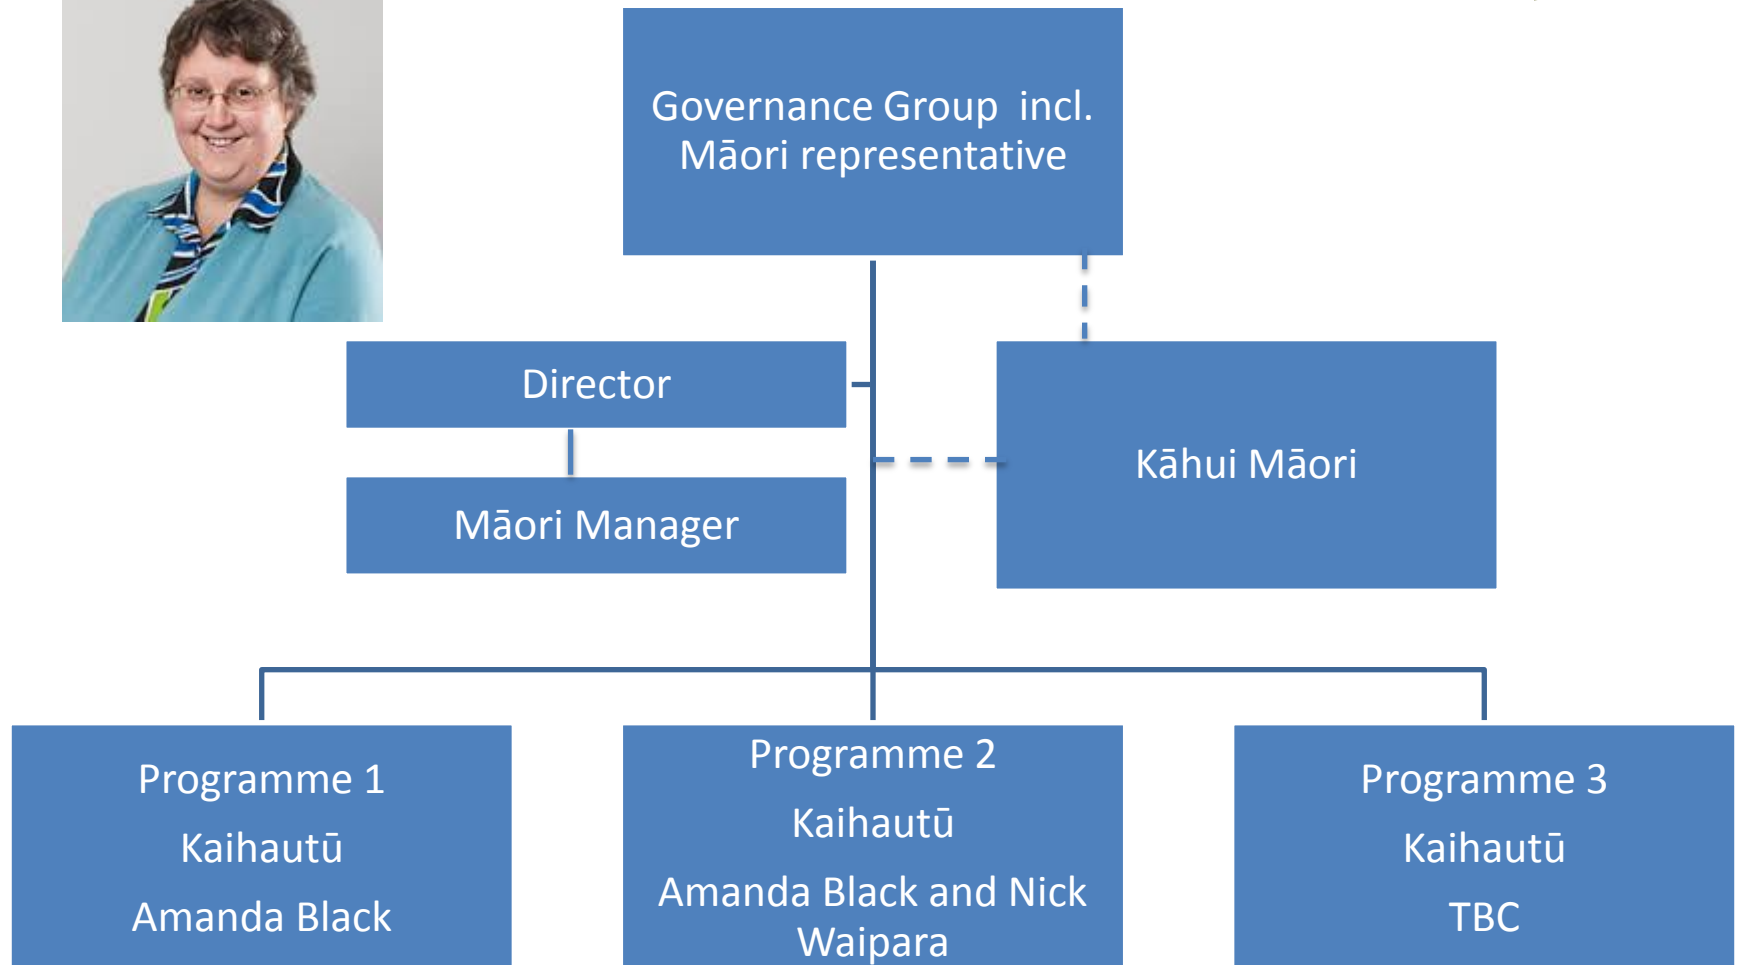 Governance Group incl.
Māori representative
Director
Kāhui Māori
Māori Manager
Programme 1
Kaihautū
Amanda Black
Programme 2
Kaihautū
Amanda Black and Nick
Waipara
Programme 3
Kaihautū
TBC